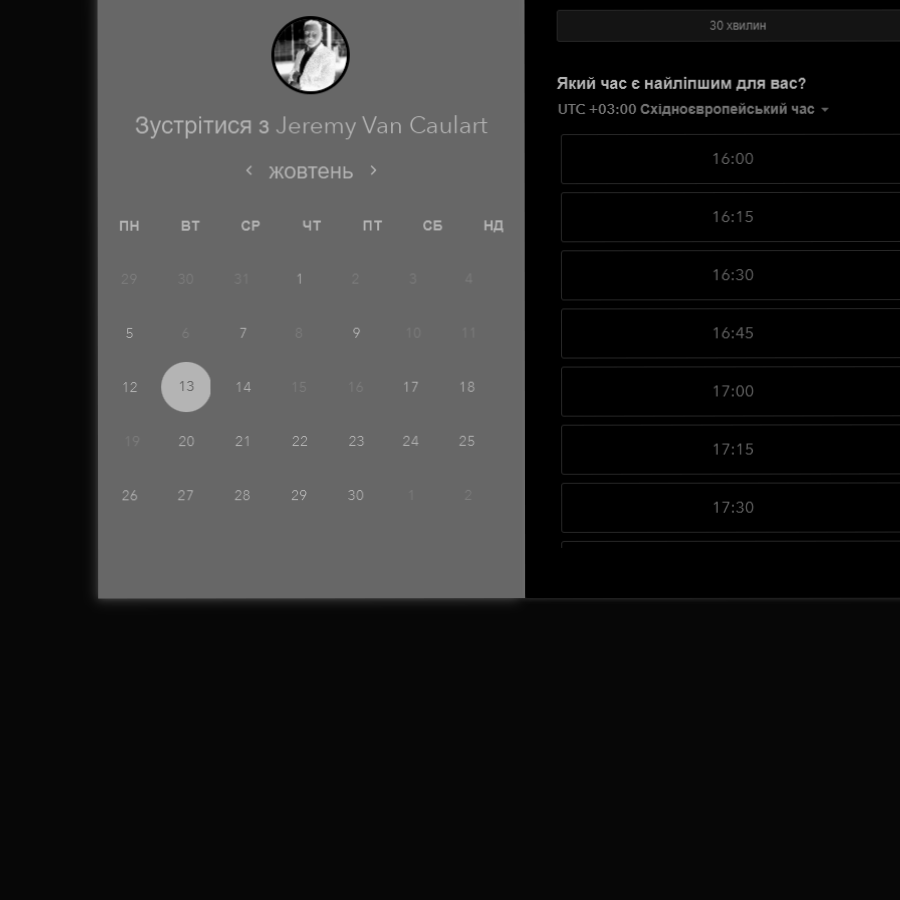 Зустрітися з Jeremy Van Caulart
жовтень
ПН ВТ СР ЧТ ПТ СБ НД
29 30 31 1 2 3 4
5 6 7 8 9 10 11
12 13 14 15 16 17 18
19 20 21 22 23 24 25
26 27 28 29 30 1 2
30 хвилин
Який час є найліпшим для вас?
UTC +03:00 Східноєвропейський час
16:00
16:15
16:30
16:45
17:00
17:15
17:30